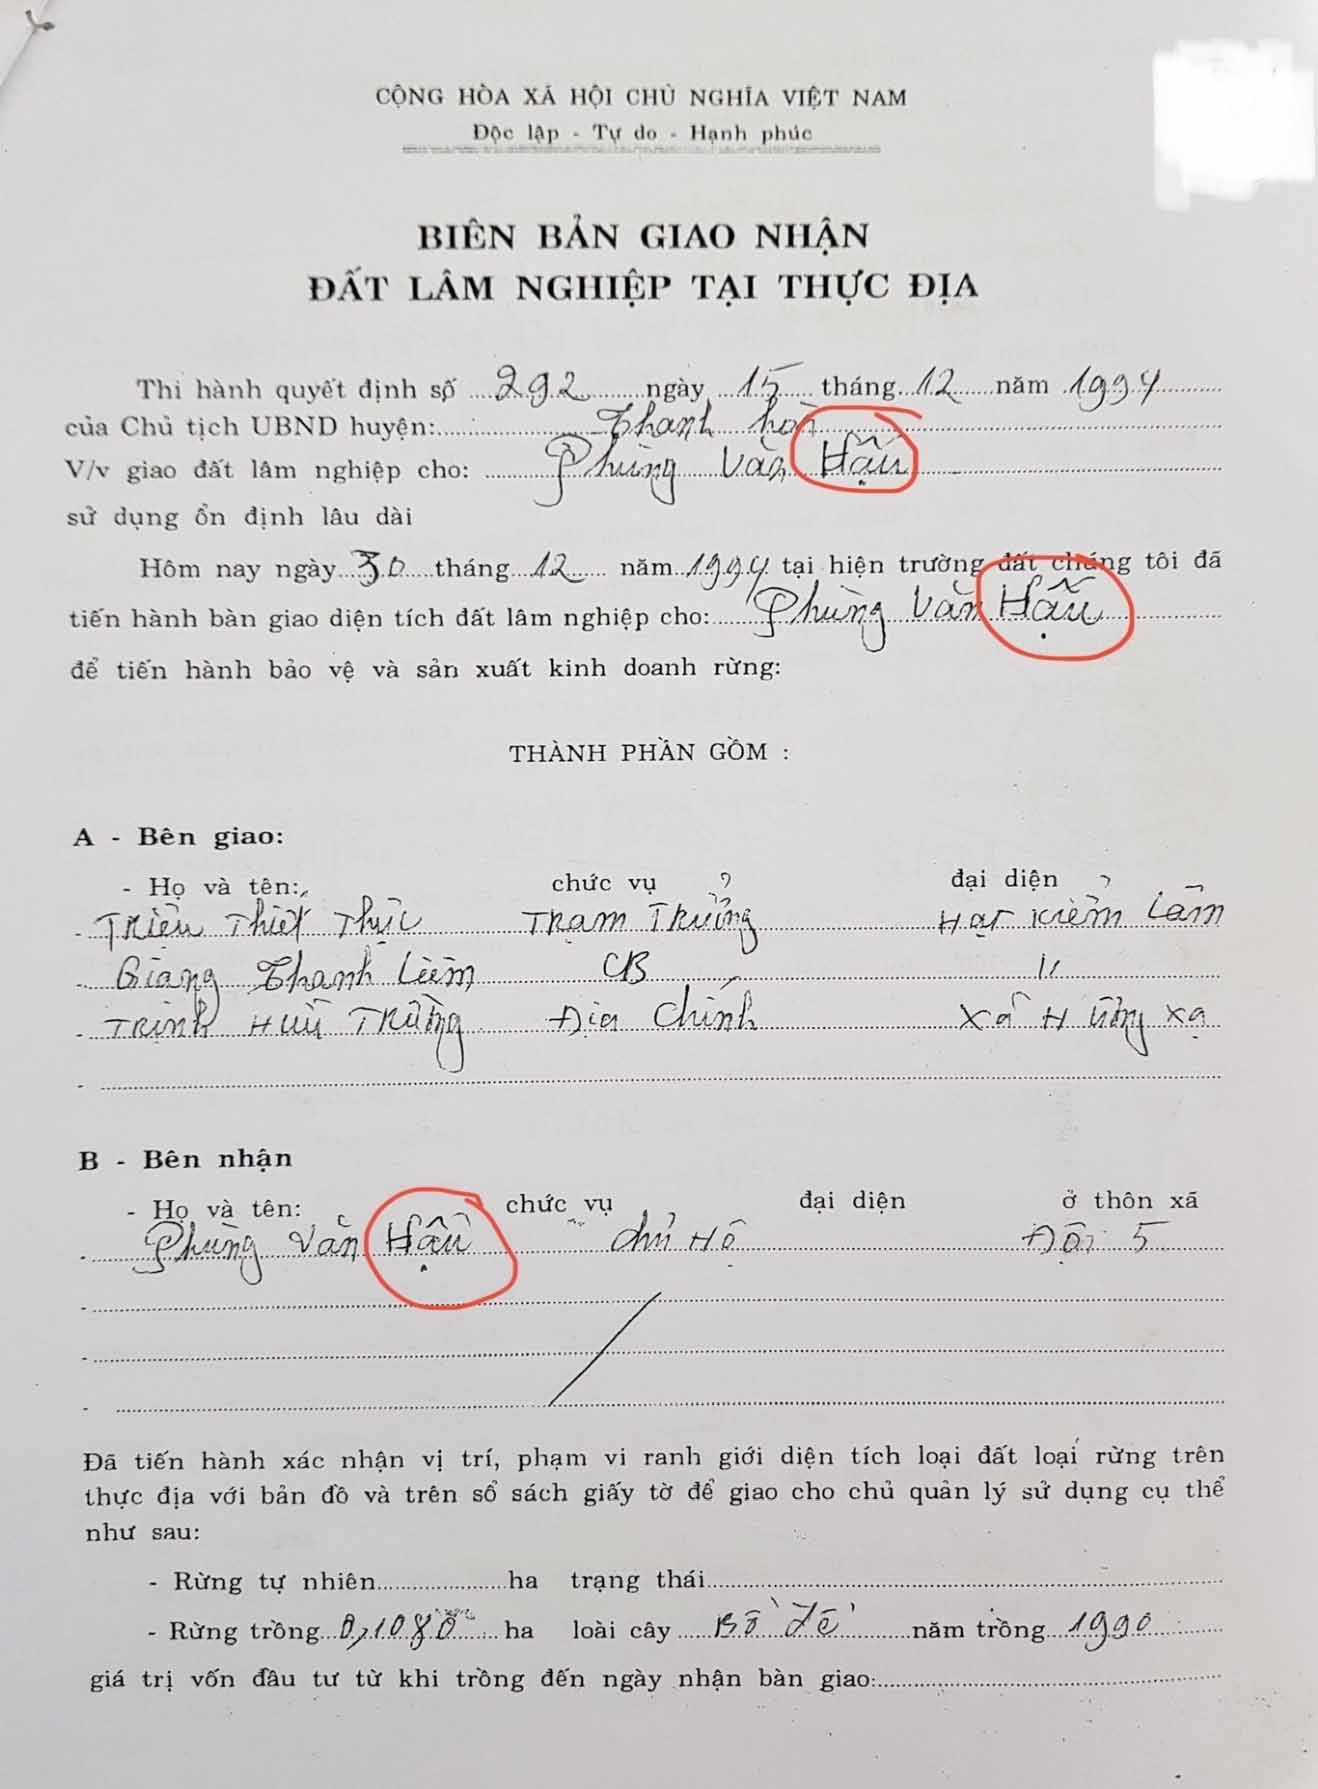 CỘNG HÒA XÃ HỘI CHỦ NGHĨA VIỆT NAM
Độc lập - Tự do - Hạnh phúc
BIÊN BẢN GIAO NHẬN
ĐẤT LÂM NGHIỆP TẠI THỰC ĐỊA
Thi hành quyết định số 292 ngày 15 tháng 12 năm 1994
của Chủ tịch UBND huyện: Thanh hoà
V/v giao đất lâm nghiệp cho: Phùng Văn Hậu
sử dụng ổn định lâu dài
Hôm nay ngày 30 tháng 12 năm 1994 tại hiện trường đất chúng tôi đã
tiến hành bàn giao diện tích đất lâm nghiệp cho: Phùng Văn Hậu
để tiến hành bảo vệ và sản xuất kinh doanh rừng:
THÀNH PHẦN GỒM :
A - Bên giao:
- Họ và tên: chức vụ đại diện
- Triệu Thiết Thực Trạm Trưởng Hạt Kiểm Lâm
- Giang Thanh Liêm CB "
- Trịnh Hữu Trường Địa Chính Xã Hương Xạ
-
B - Bên nhận
- Họ và tên: chức vụ đại diện ở thôn xã
- Phùng Văn Hậu Chủ Hộ Đội 5
-
-
-
Đã tiến hành xác nhận vị trí, phạm vi ranh giới diện tích loại đất loại rừng trên
thực địa với bản đồ và trên sổ sách giấy tờ để giao cho chủ quản lý sử dụng cụ thể
như sau:
- Rừng tự nhiên ha trạng thái
- Rừng trồng 0,1080 ha loài cây Bồ đề năm trồng 1990
giá trị vốn đầu tư từ khi trồng đến ngày nhận bàn giao: